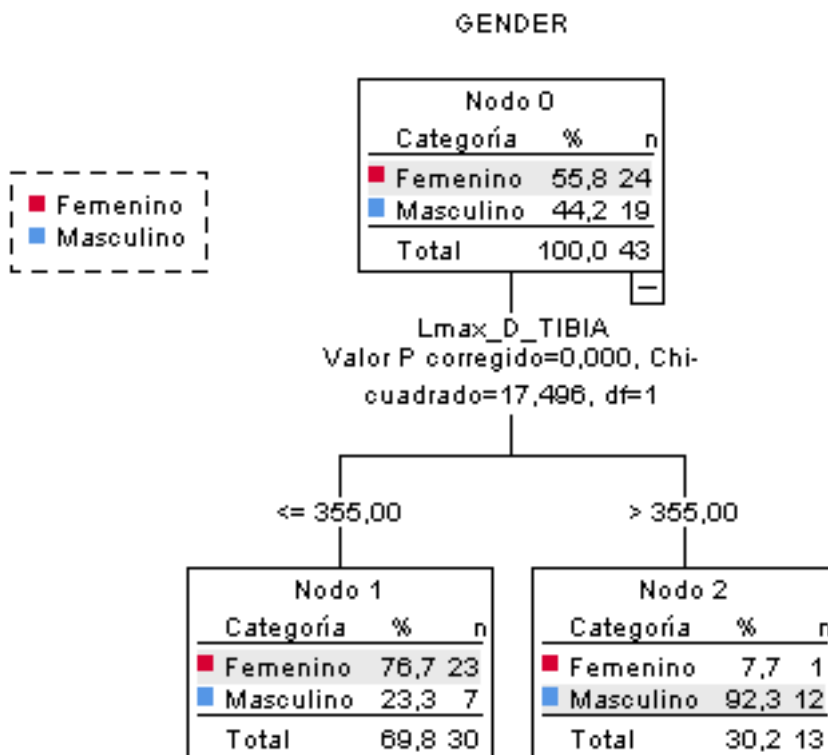 GENDER
Nodo 0
Categoría % n
Femenino 55,8 24
Masculino 44,2 19
Total 100,0 43
Femenino
Masculino
Lmax_D_TIBIA
Valor P corregido=0,000, Chi-
cuadrado=17,496, df=1
<= 355,00
> 355,00
Nodo 1
Categoría % n
Femenino 76,7 23
Masculino 23,3 7
Total 69,8 30
Nodo 2
Categoría % n
Femenino 7,7 1
Masculino 92,3 12
Total 30,2 13